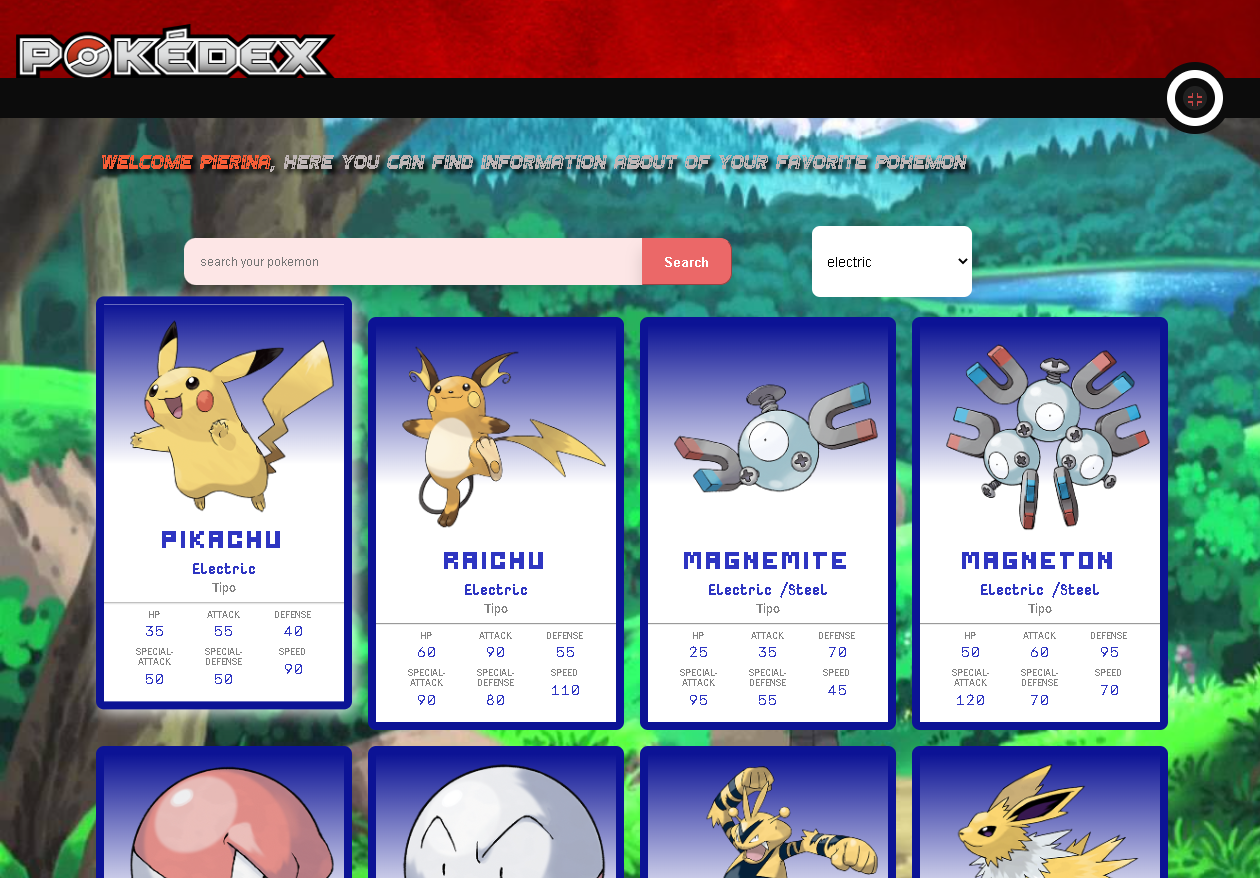 POKÉDEX
WELCOME PIERINA, HERE YOU CAN FIND INFORMATION ABOUT OF YOUR FAVORITE POKEMON
search your pokemon
Search
electric
PIKACHU
Electric
Tipo
HP ATTACK DEFENSE
35 55 40
SPECIAL-ATTACK SPECIAL-DEFENSE SPEED
50 50 90
RAICHU
Electric
Tipo
HP ATTACK DEFENSE
60 90 55
SPECIAL-ATTACK SPECIAL-DEFENSE SPEED
90 80 110
MAGNEMITE
Electric /Steel
Tipo
HP ATTACK DEFENSE
25 35 70
SPECIAL-ATTACK SPECIAL-DEFENSE SPEED
95 55 45
MAGNETON
Electric /Steel
Tipo
HP ATTACK DEFENSE
50 60 95
SPECIAL-ATTACK SPECIAL-DEFENSE SPEED
120 70 70